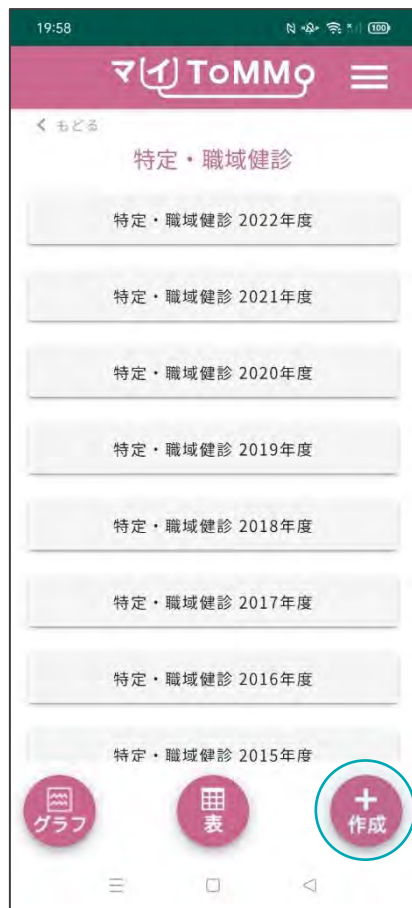 19:58
100
マイ ToMMo
もどる
特定・職域健診
特定・職域健診 2022年度
特定・職域健診 2021年度
特定・職域健診 2020年度
特定・職域健診 2019年度
特定・職域健診 2018年度
特定・職域健診 2017年度
特定・職域健診 2016年度
特定・職域健診 2015年度
グラフ
表
作成